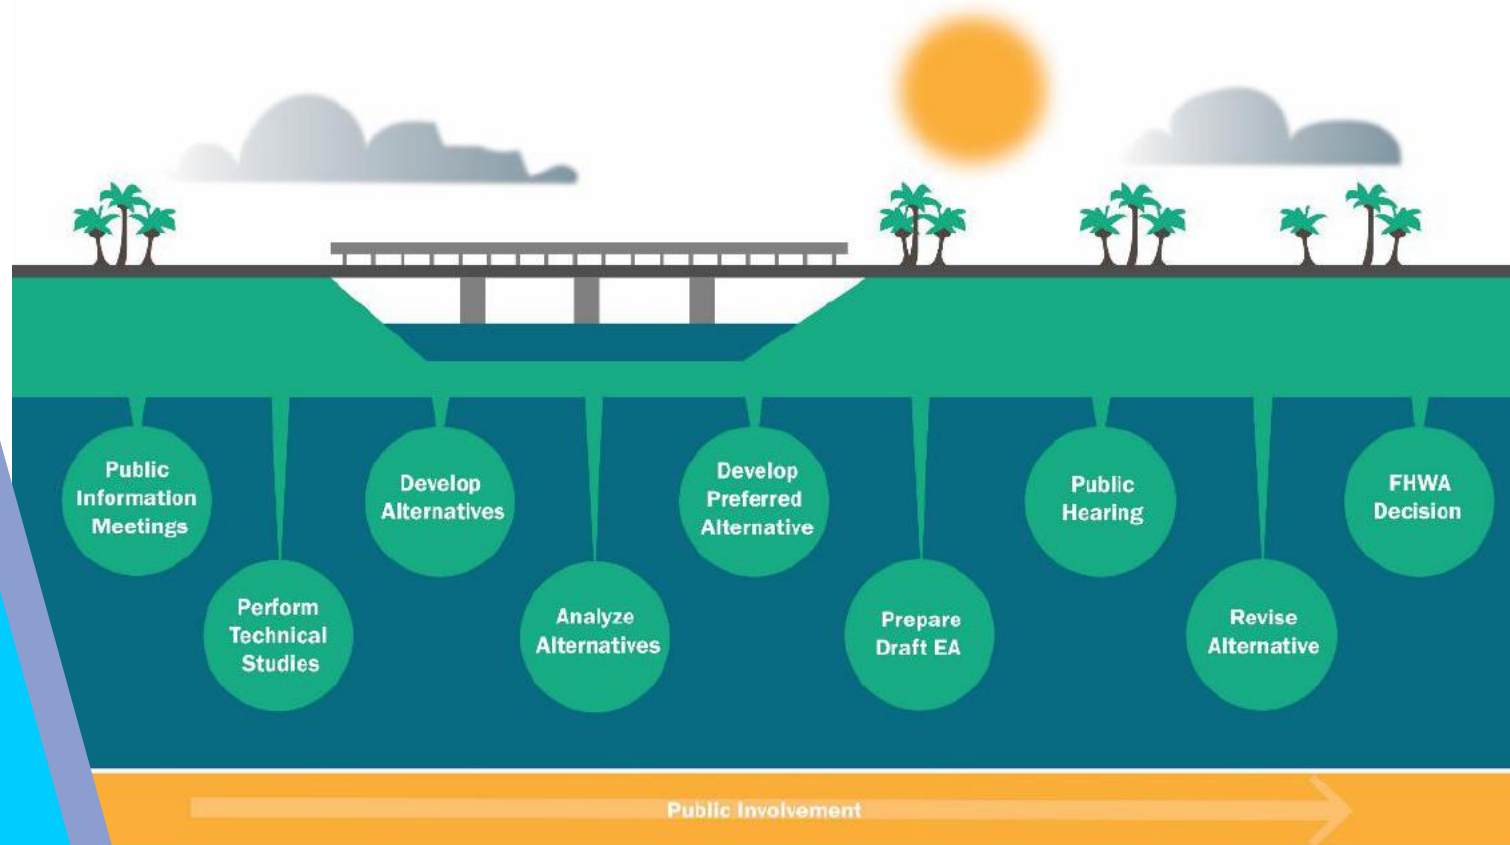 Public
Information
Meetings
Perform
Technical
Studies
Develop
Alternatives
Analyze
Alternatives
Develop
Preferred
Alternative
Prepare
Draft EA
Public
Hearing
Revise
Alternative
FHWA
Decision
Public Involvement